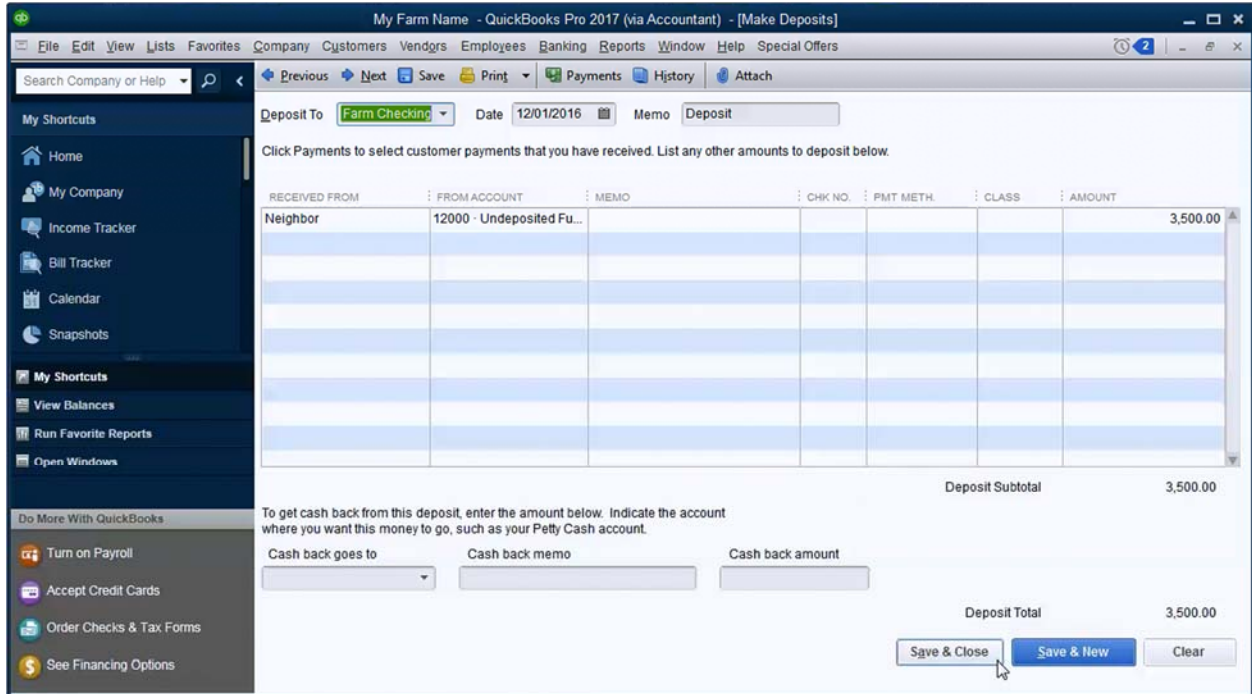 qb My Farm Name - QuickBooks Pro 2017 (via Accountant) - [Make Deposits]
File Edit View Lists Favorites Company Customers Vendors Employees Banking Reports Window Help Special Offers 2
Search Company or Help
Previous Next Save Print Payments History Attach
My Shortcuts
Home
My Company
Income Tracker
Bill Tracker
Calendar
Snapshots
My Shortcuts
View Balances
Run Favorite Reports
Open Windows
Do More With QuickBooks
Turn on Payroll
Accept Credit Cards
Order Checks & Tax Forms
$ See Financing Options
Deposit To Farm Checking Date 12/01/2016 Memo Deposit
Click Payments to select customer payments that you have received. List any other amounts to deposit below.
RECEIVED FROM FROM ACCOUNT MEMO CHK NO. PMT METH. CLASS AMOUNT
Neighbor 12000 · Undeposited Fu... 3,500.00
Deposit Subtotal 3,500.00
To get cash back from this deposit, enter the amount below. Indicate the account
where you want this money to go, such as your Petty Cash account.
Cash back goes to Cash back memo Cash back amount
Deposit Total 3,500.00
Save & Close Save & New Clear